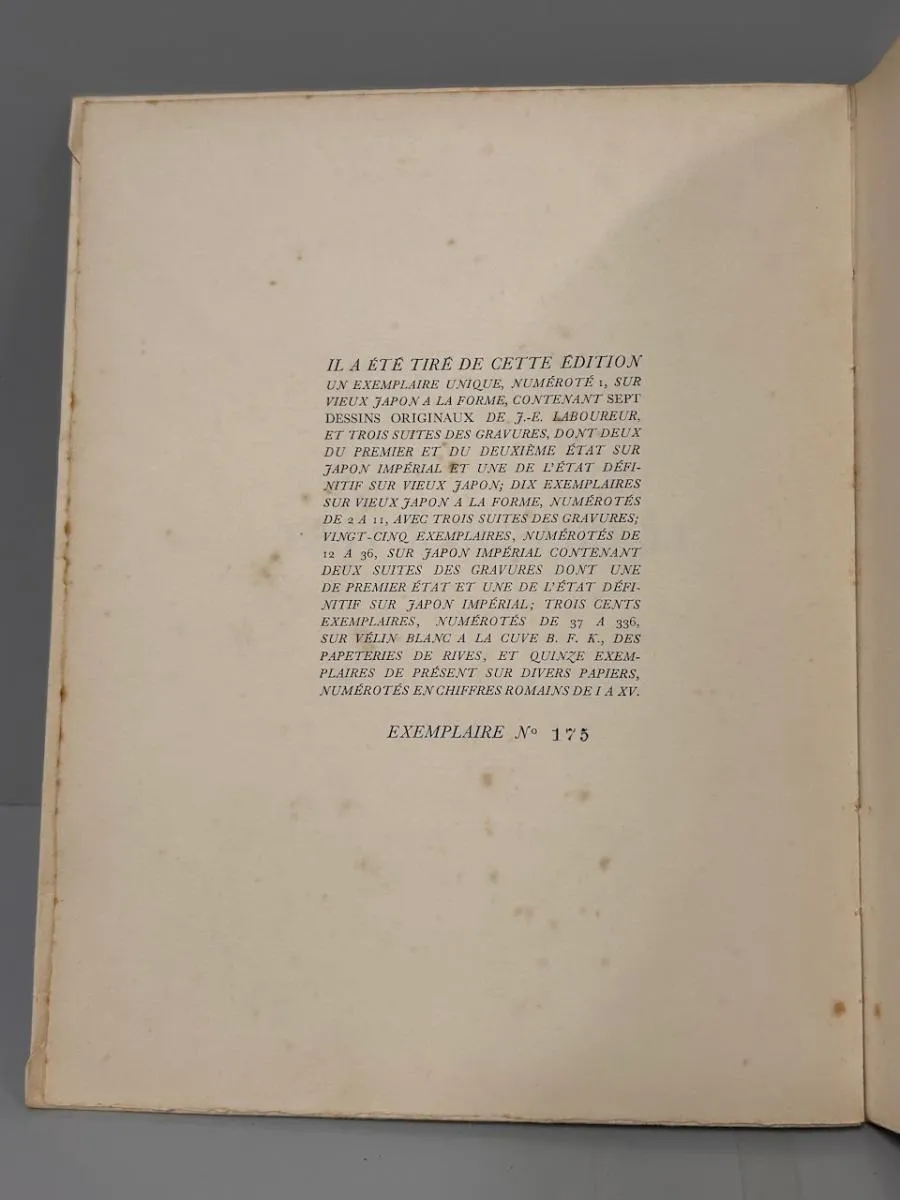 IL A ÉTÉ TIRÉ DE CETTE ÉDITION
UN EXEMPLAIRE UNIQUE, NUMÉROTÉ 1, SUR
VIEUX JAPON A LA FORME, CONTENANT SEPT
DESSINS ORIGINAUX DE J.-E. LABOUREUR,
ET TROIS SUITES DES GRAVURES, DONT DEUX
DU PREMIER ET DU DEUXIÈME ÉTAT SUR
JAPON IMPÉRIAL ET UNE DE L'ÉTAT DÉFI-
NITIF SUR VIEUX JAPON; DIX EXEMPLAIRES
SUR VIEUX JAPON A LA FORME, NUMÉROTÉS
DE 2 A 11, AVEC TROIS SUITES DES GRAVURES;
VINGT-CINQ EXEMPLAIRES, NUMÉROTÉS DE
12 A 36, SUR JAPON IMPÉRIAL CONTENANT
DEUX SUITES DES GRAVURES DONT UNE
DE PREMIER ÉTAT ET UNE DE L'ÉTAT DÉFI-
NITIF SUR JAPON IMPÉRIAL; TROIS CENTS
EXEMPLAIRES, NUMÉROTÉS DE 37 A 336,
SUR VÉLIN BLANC A LA CUVE B. F. K., DES
PAPETERIES DE RIVES, ET QUINZE EXEM-
PLAIRES DE PRÉSENT SUR DIVERS PAPIERS,
NUMÉROTÉS EN CHIFFRES ROMAINS DE I A XV.
EXEMPLAIRE Nº 175